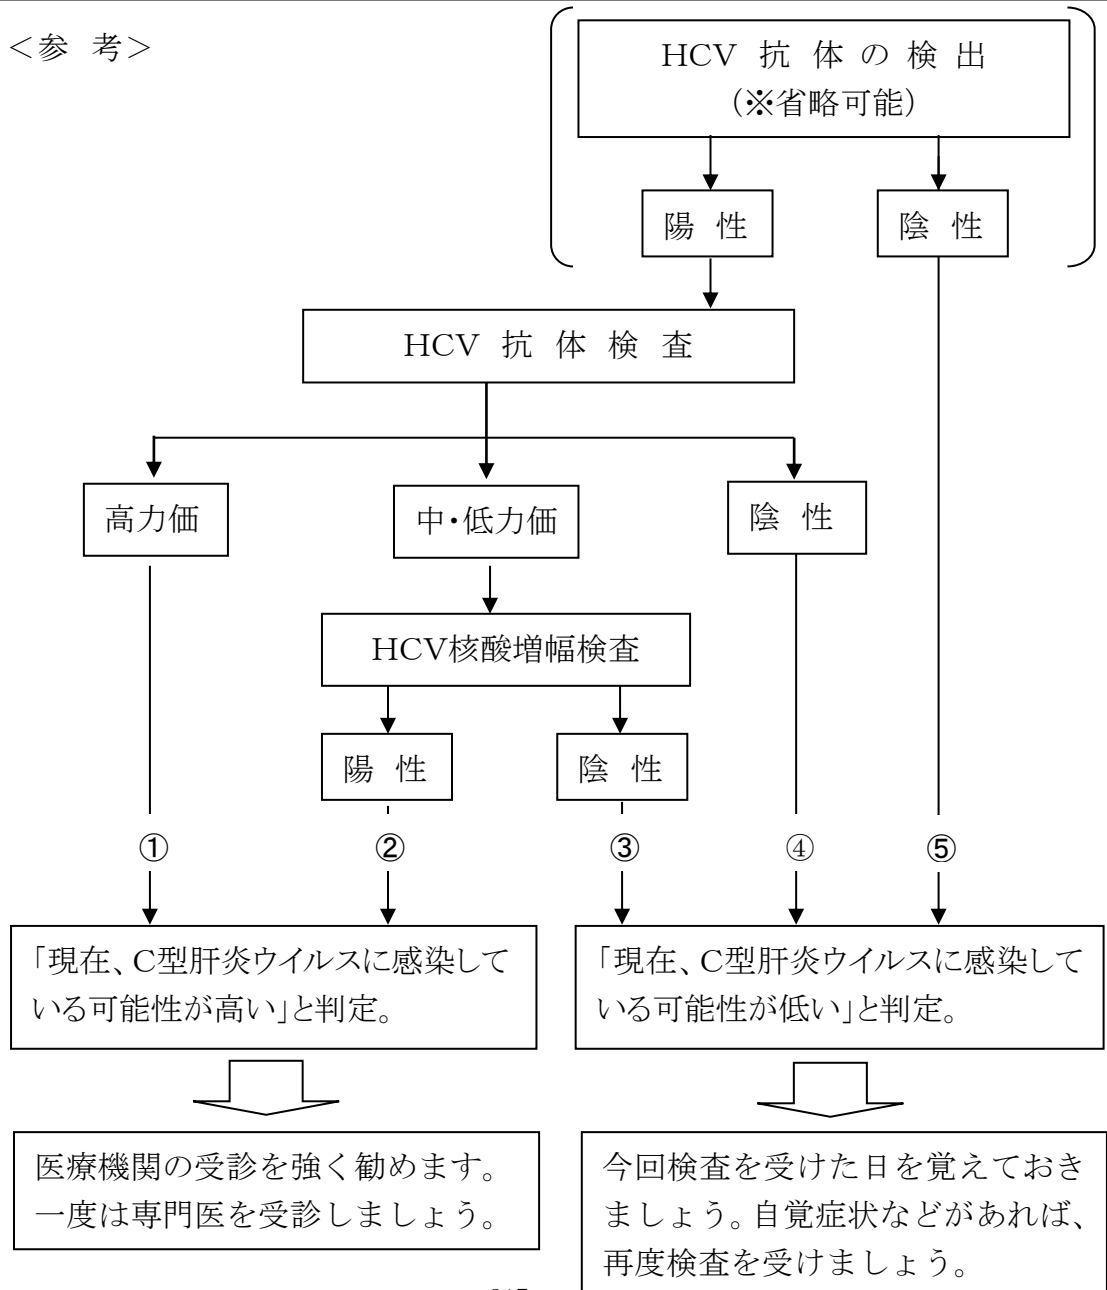 ＜参 考＞
HCV 抗 体 の 検 出
（※省略可能）
陽 性
陰 性
HCV 抗 体 検 査
高力価
中・低力価
陰 性
HCV核酸増幅検査
陽 性
陰 性
①
②
③
④
⑤
「現在、C型肝炎ウイルスに感染して
いる可能性が高い」と判定。
「現在、C型肝炎ウイルスに感染して
いる可能性が低い」と判定。
医療機関の受診を強く勧めます。
一度は専門医を受診しましょう。
今回検査を受けた日を覚えておき
ましょう。自覚症状などがあれば、
再度検査を受けましょう。